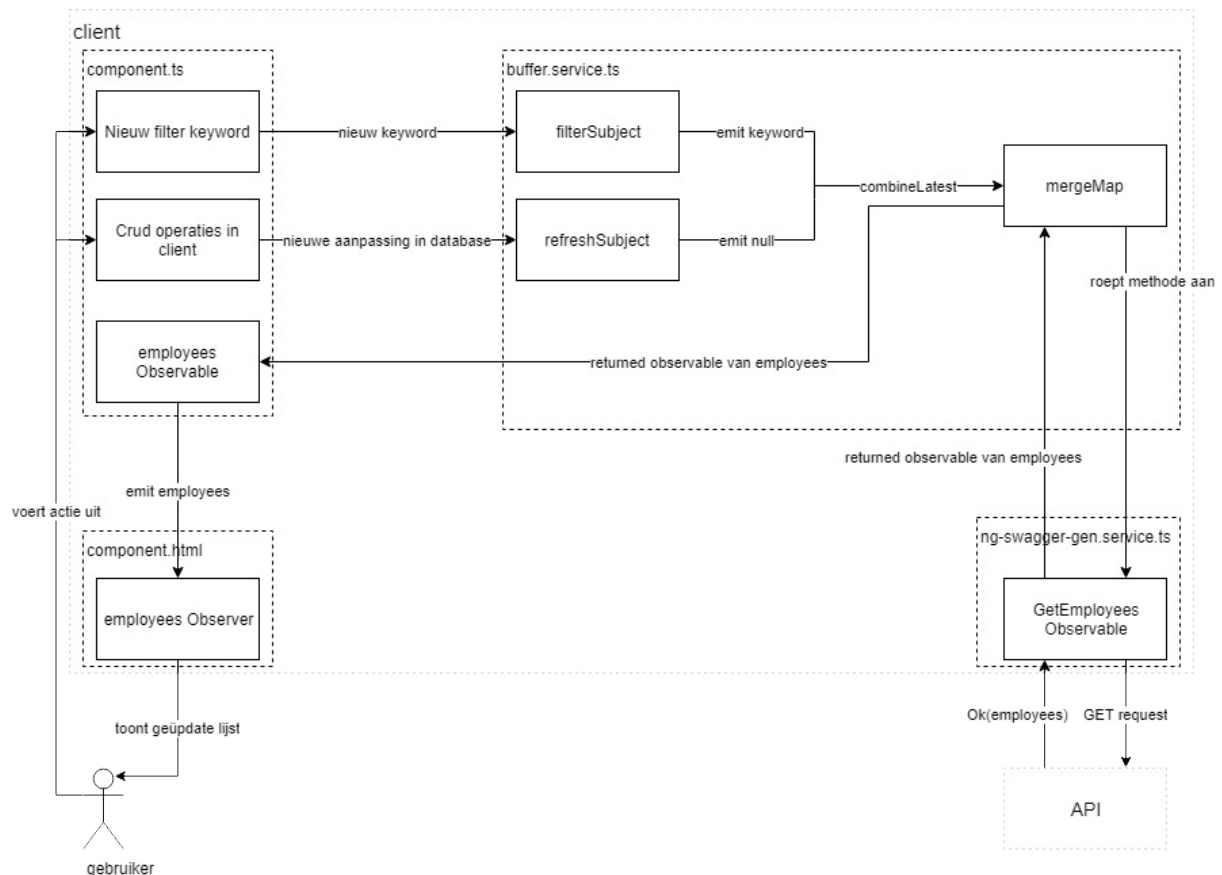 client
component.ts
buffer.service.ts
Nieuw filter keyword
nieuw keyword
filterSubject
emit keyword
combineLatest
mergeMap
Crud operaties in
client
nieuwe aanpassing in database
refreshSubject
emit null
roept methode aan
employees
Observable
returned observable van employees
returned observable van employees
emit employees
voert actie uit
component.html
employees Observer
ng-swagger-gen.service.ts
GetEmployees
Observable
toont geüpdate lijst
Ok(employees)
GET request
API
gebruiker